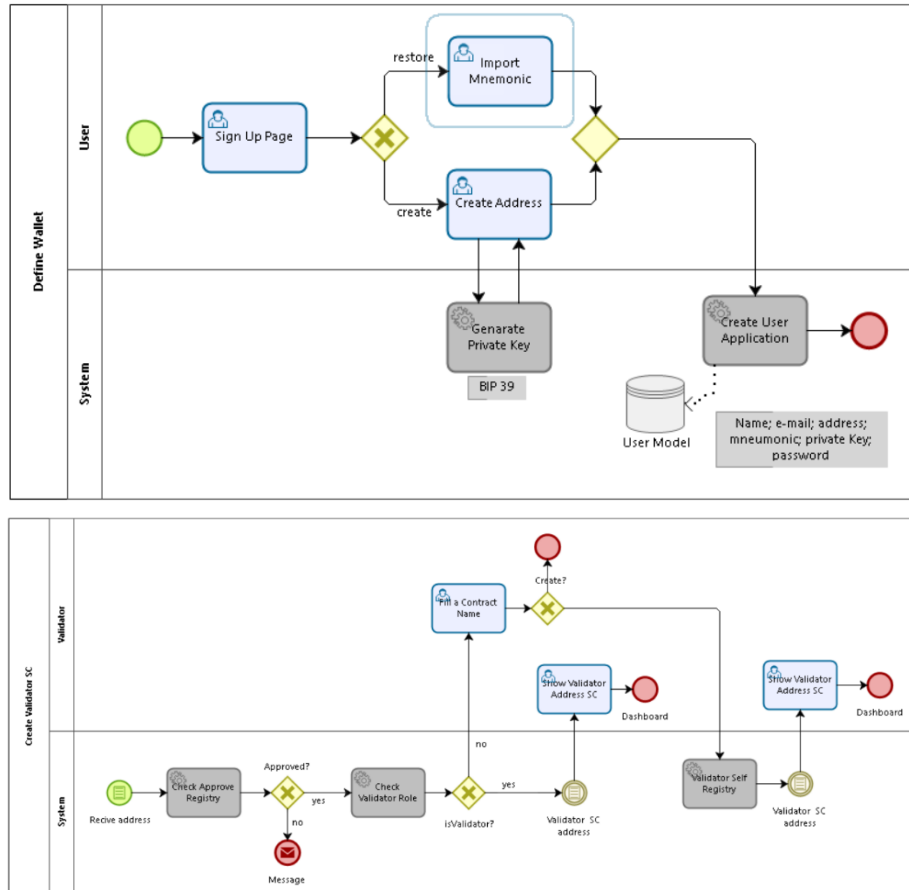 Define Wallet
User
System
Sign Up Page
restore
Import
Mnemonic
create
Create Address
Genarate
Private Key
BIP 39
Create User
Application
User Model
Name; e-mail; address;
mneumonic; private Key;
password
Create Validator SC
Validator
System
Recive address
Check Approve
Registry
Approved?
yes
no
Message
Check
Validator Role
isValidator?
no
yes
Fill a Contract
Name
Create?
Validator SC
address
Show Validator
Address SC
Dashboard
Validator Self
Registry
Validator SC
address
Show Validator
Address SC
Dashboard